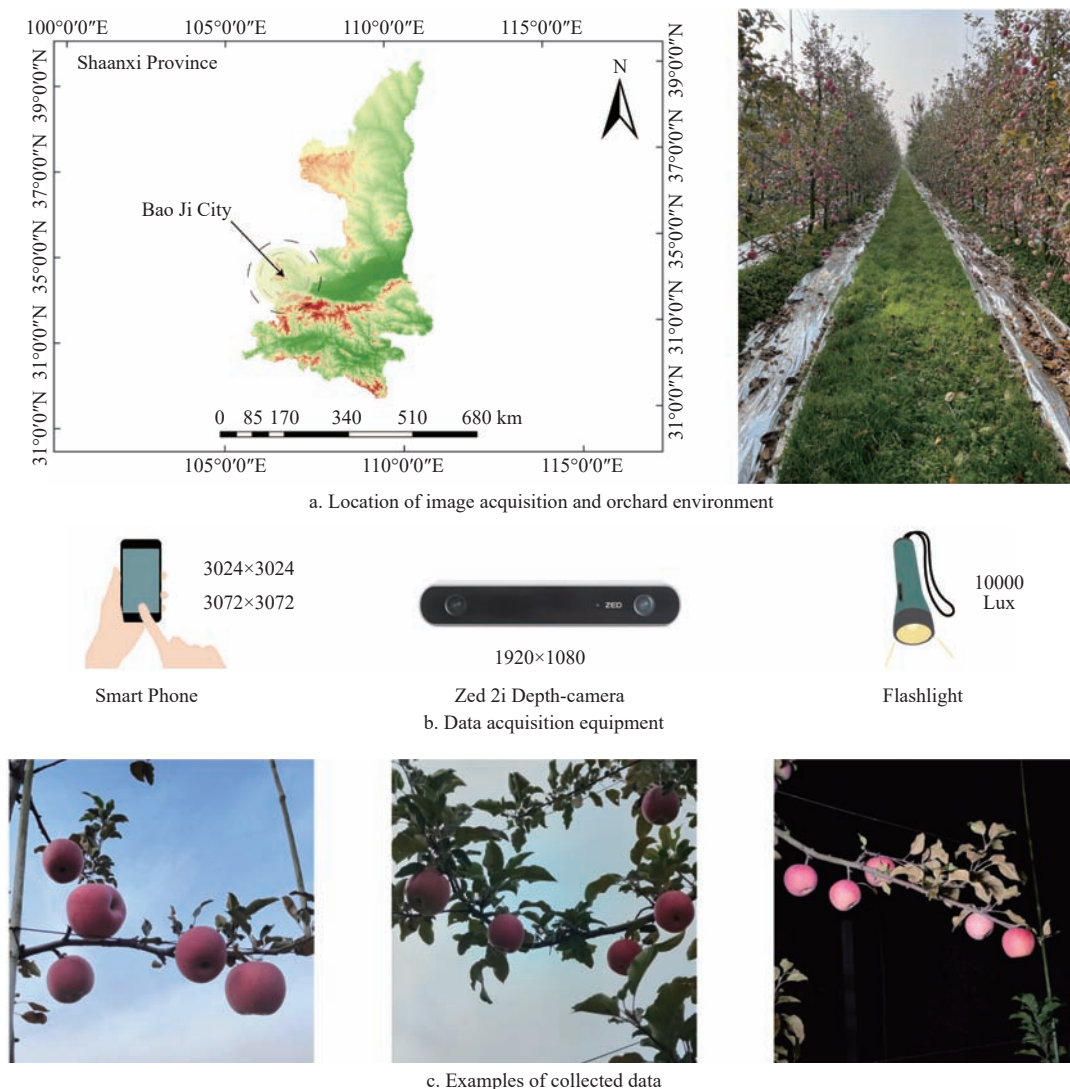 100°0′0″E 105°0′0″E 110°0′0″E 115°0′0″E
Shaanxi Province
N
39°0′0″N
37°0′0″N
35°0′0″N
31°0′0″N
31°0′0″N
39°0′0″N
37°0′0″N
35°0′0″N
31°0′0″N
31°0′0″N
Bao Ji City
0 85 170 340 510 680 km
105°0′0″E 110°0′0″E 115°0′0″E
a. Location of image acquisition and orchard environment
3024×3024
3072×3072
ZED
1920×1080
10000
Lux
Smart Phone Zed 2i Depth-camera Flashlight
b. Data acquisition equipment
c. Examples of collected data